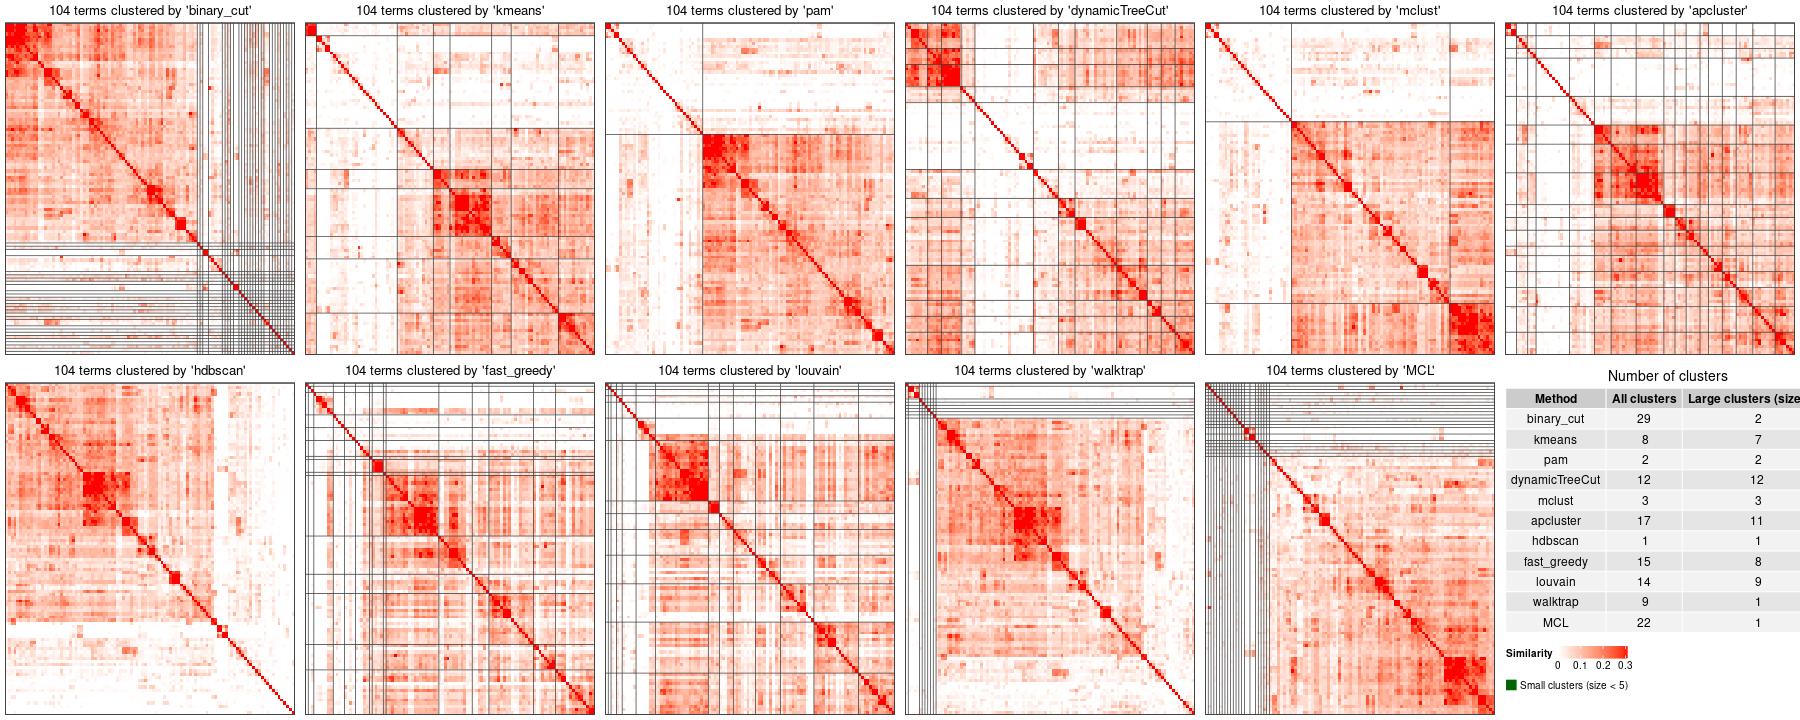 104 terms clustered by 'binary_cut'
104 terms clustered by 'kmeans'
104 terms clustered by 'pam'
104 terms clustered by 'dynamicTreeCut'
104 terms clustered by 'mclust'
104 terms clustered by 'apcluster'
104 terms clustered by 'hdbscan'
104 terms clustered by 'fast_greedy'
104 terms clustered by 'louvain'
104 terms clustered by 'walktrap'
104 terms clustered by 'MCL'
Number of clusters
Method All clusters Large clusters (size
binary_cut 29 2
kmeans 8 7
pam 2 2
dynamicTreeCut 12 12
mclust 3 3
apcluster 17 11
hdbscan 1 1
fast_greedy 15 8
louvain 14 9
walktrap 9 1
MCL 22 1
Similarity
0 0.1 0.2 0.3
Small clusters (size < 5)